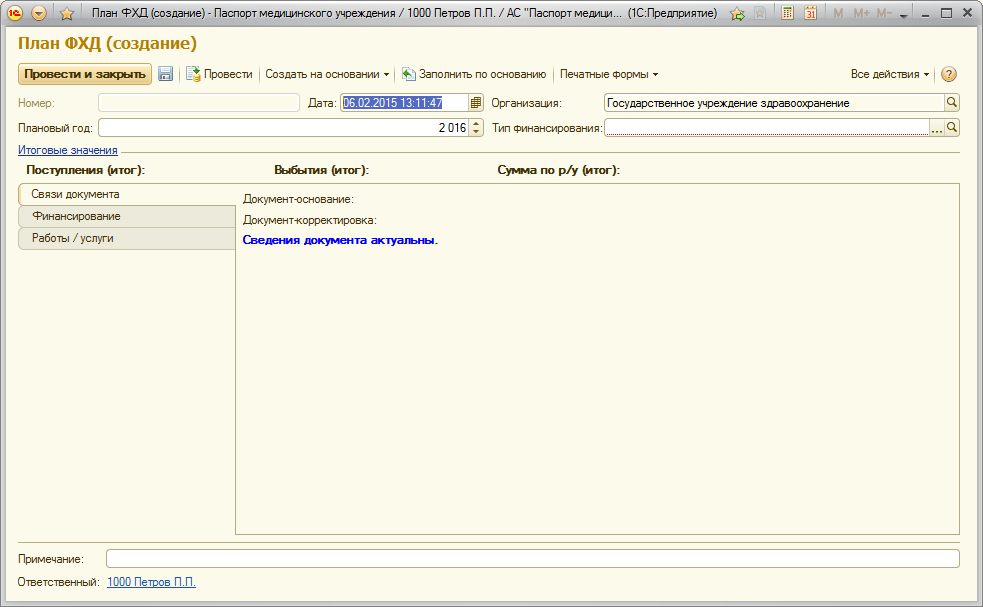 План ФХД (создание) - Паспорт медицинского учреждения / 1000 Петров П.П. / АС "Паспорт медици... (1С:Предприятие) 31 M M+ M-
План ФХД (создание)
Провести и закрыть Провести Создать на основании Заполнить по основанию Печатные формы Все действия ?
Номер: Дата: 06.02.2015 13:11:47 Организация: Государственное учреждение здравоохранение
Плановый год: 2 016 Тип финансирования: ...
Итоговые значения
Поступления (итог): Выбытия (итог): Сумма по р/у (итог):
Связи документа
Финансирование
Работы / услуги
Документ-основание:
Документ-корректировка:
Сведения документа актуальны.
Примечание:
Ответственный: 1000 Петров П.П.